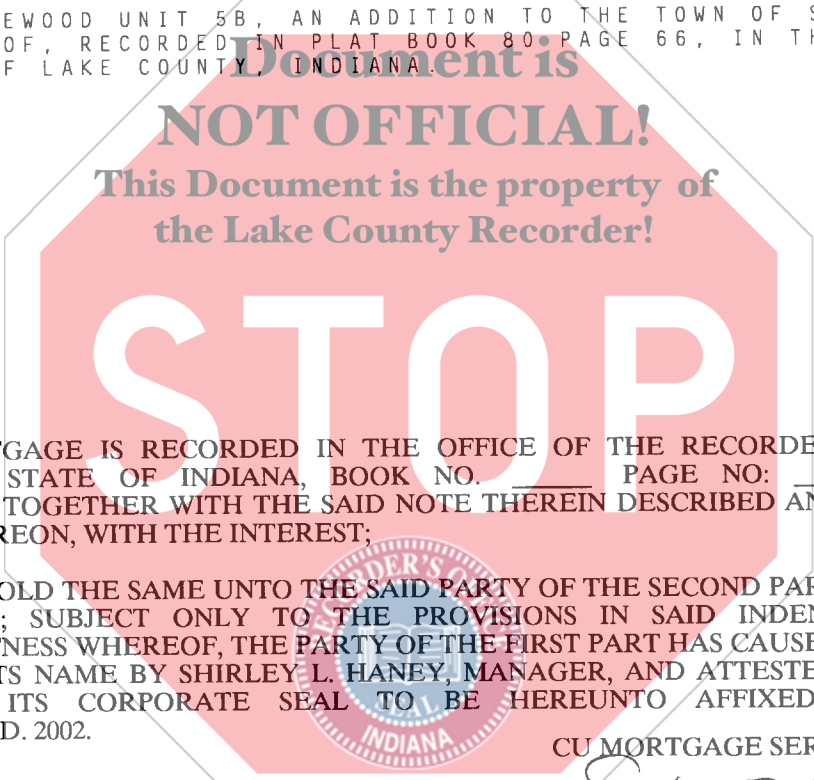 EWOOD UNIT 5B, AN ADDITION TO THE TOWN OF S
OF, RECORDED IN PLAT BOOK 80 PAGE 66, IN TH
F LAKE COUNTY, INDIANA.
Document is
NOT OFFICIAL!
This Document is the property of
the Lake County Recorder!
STOP
GAGE IS RECORDED IN THE OFFICE OF THE RECORDE
STATE OF INDIANA, BOOK NO. ______ PAGE NO: _
TOGETHER WITH THE SAID NOTE THEREIN DESCRIBED AN
REON, WITH THE INTEREST;
OLD THE SAME UNTO THE SAID PARTY OF THE SECOND PAR
; SUBJECT ONLY TO THE PROVISIONS IN SAID INDEN
NESS WHEREOF, THE PARTY OF THE FIRST PART HAS CAUSE
TS NAME BY SHIRLEY L. HANEY, MANAGER, AND ATTESTE
ITS CORPORATE SEAL TO BE HEREUNTO AFFIXED
D. 2002.
CU MORTGAGE SER
RECORDER'S O
SEAL
INDIANA